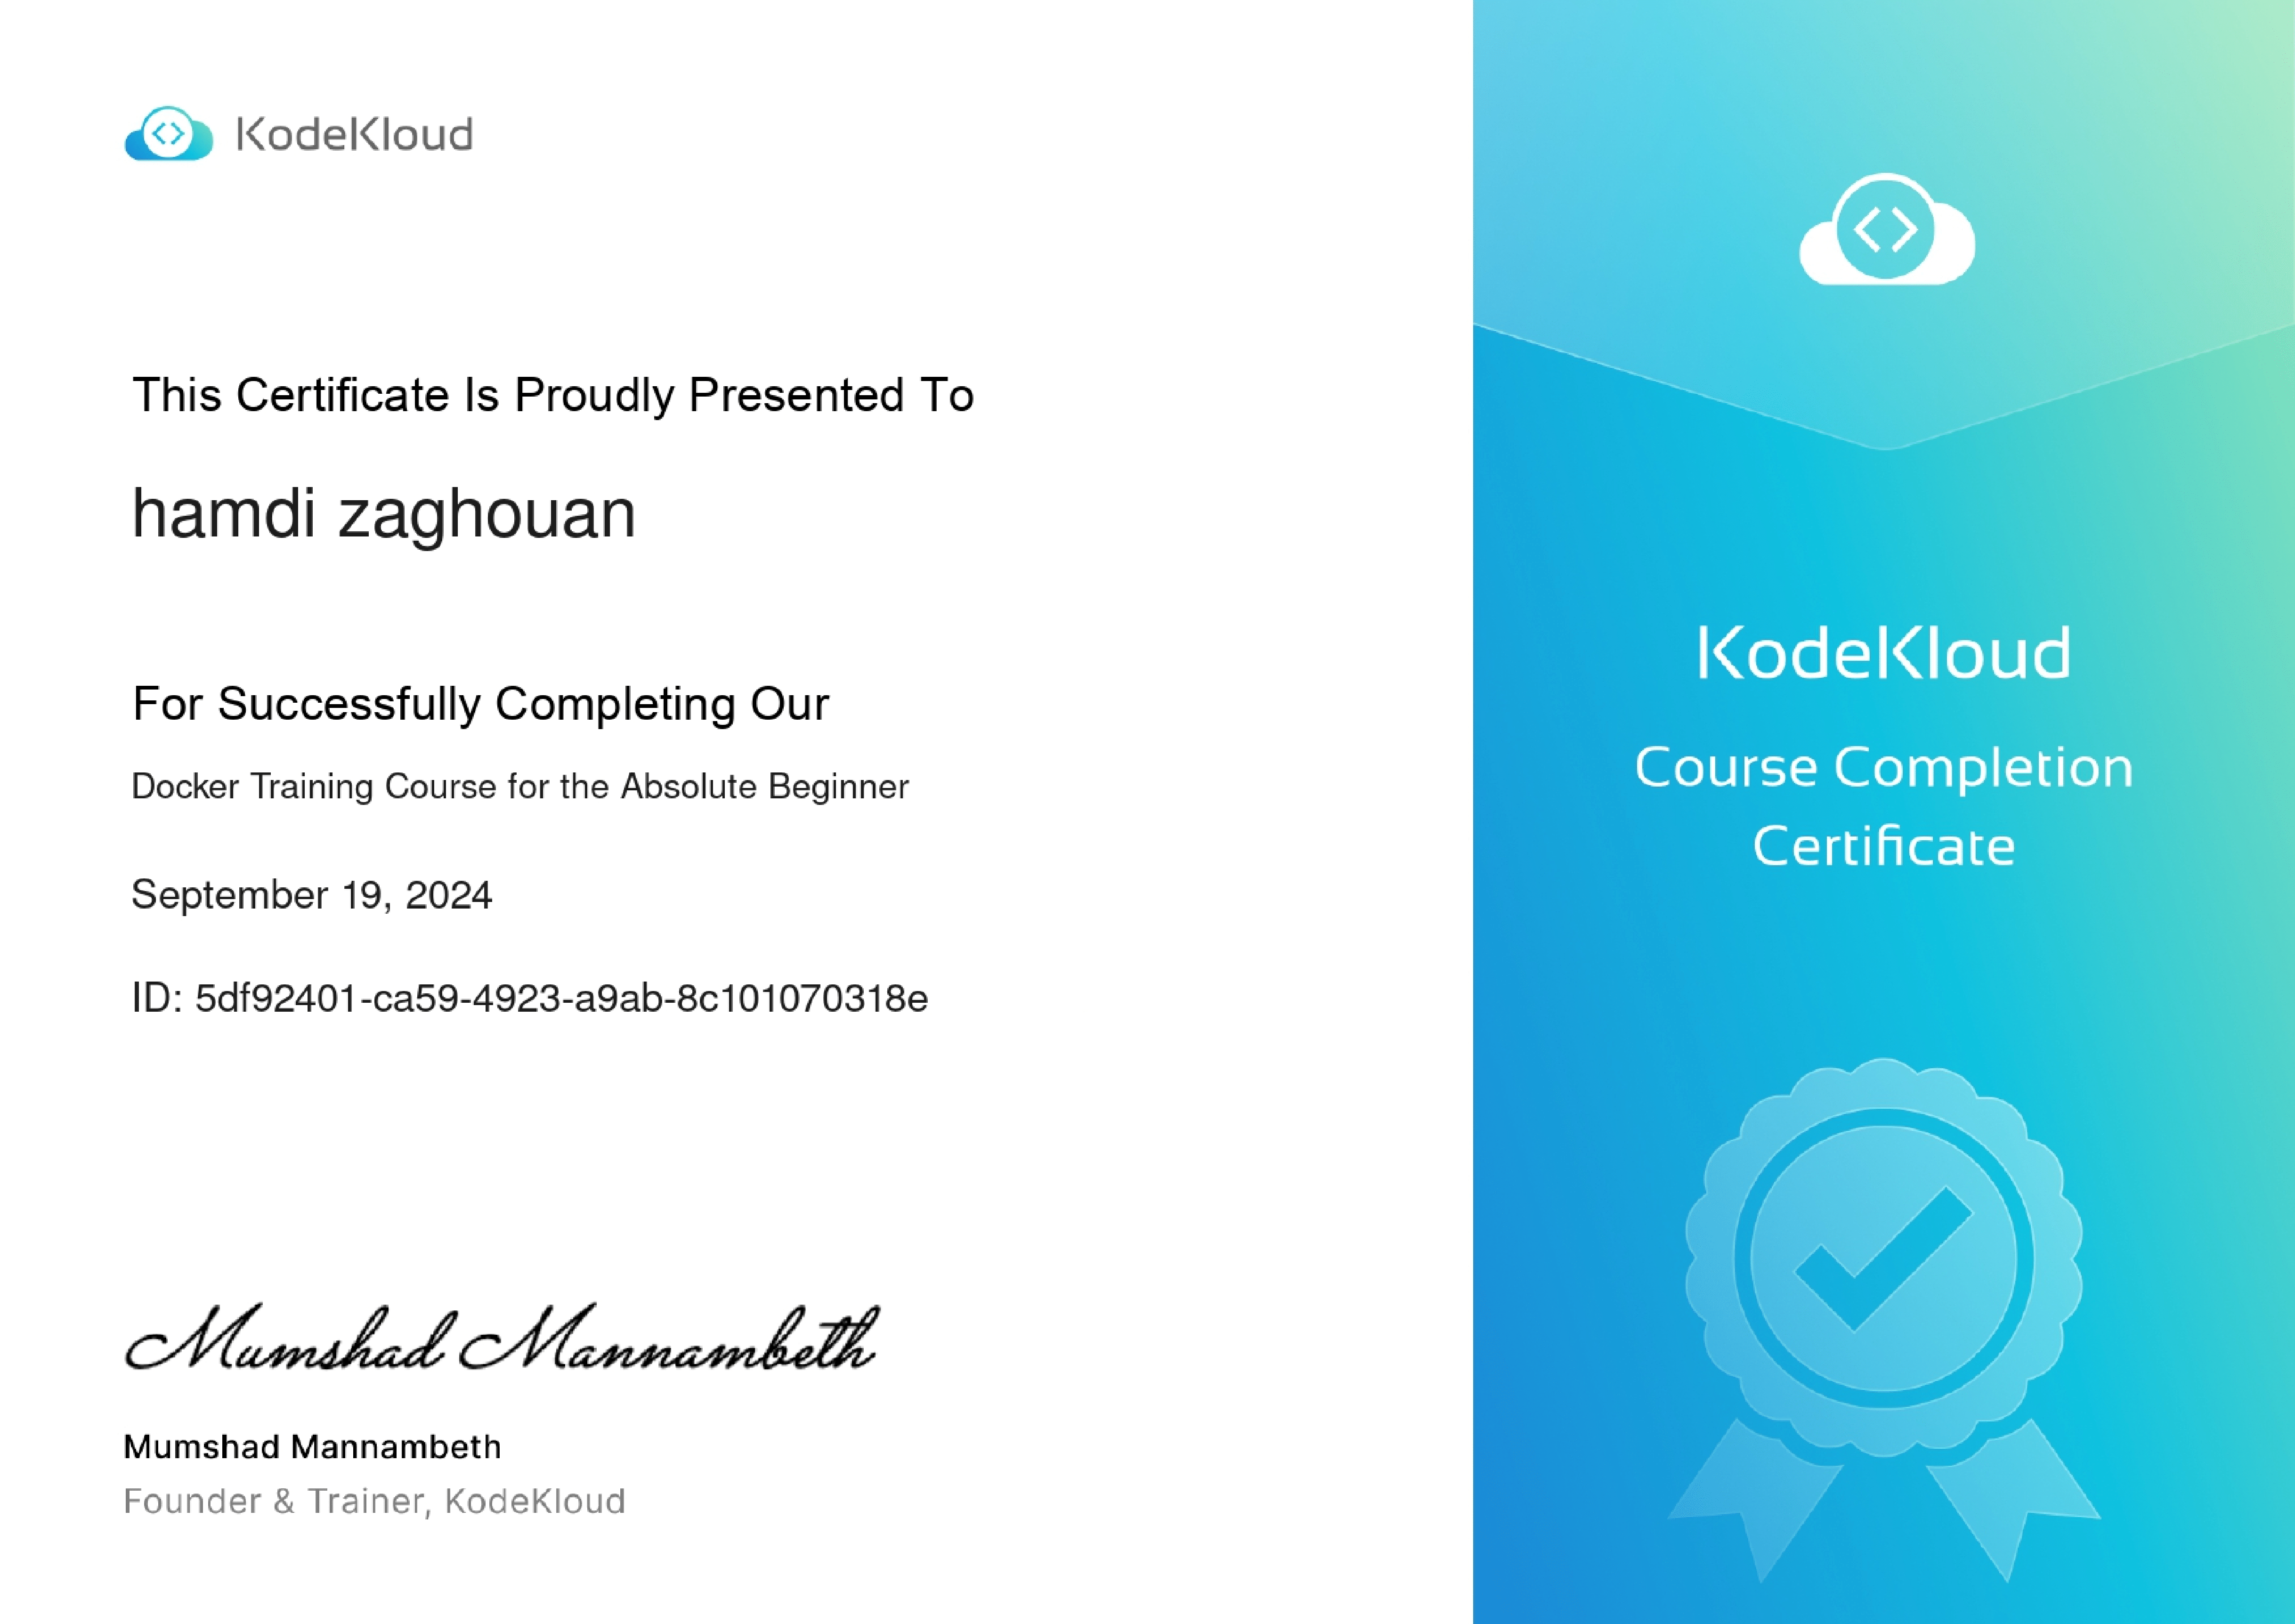 KodeKloud
This Certificate Is Proudly Presented To
hamdi zaghouan
For Successfully Completing Our
Docker Training Course for the Absolute Beginner
September 19, 2024
ID: 5df92401-ca59-4923-a9ab-8c101070318e
Mumshad Mannambeth
Mumshad Mannambeth
Founder & Trainer, KodeKloud
KodeKloud
Course Completion
Certificate